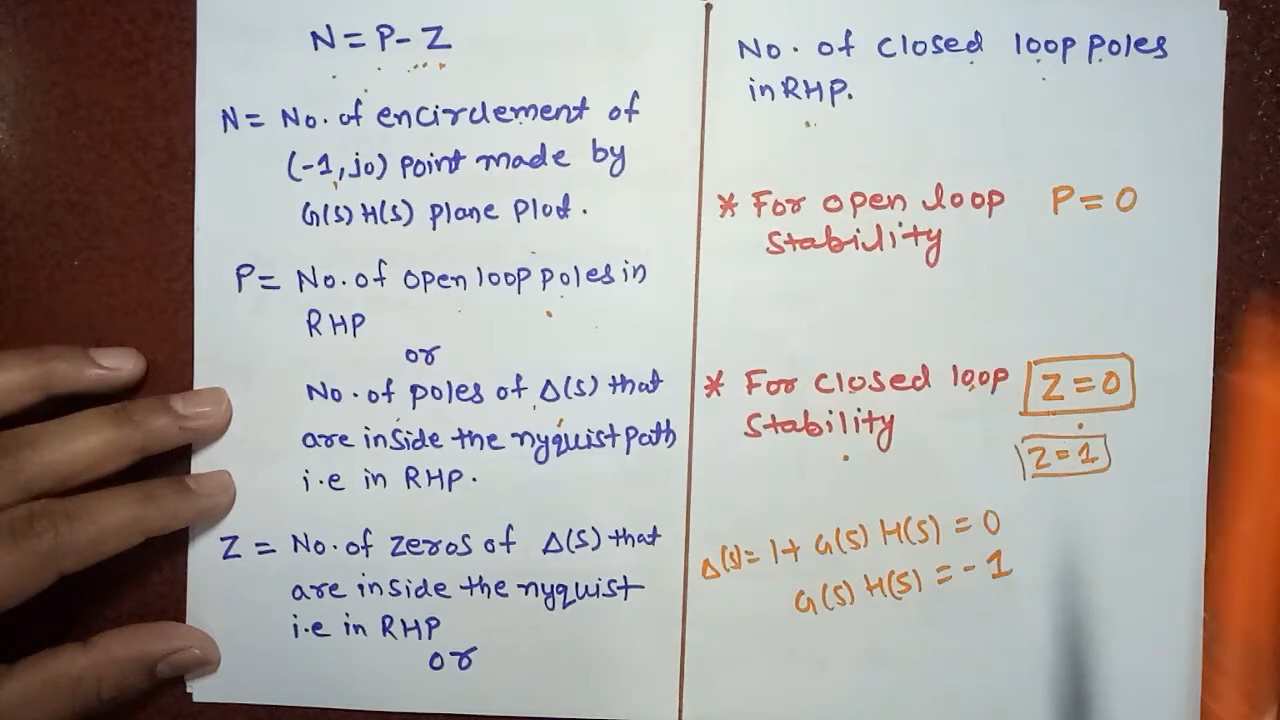 N = P - Z
N = No. of encirclement of
(-1, j0) point made by
G(S) H(S) plane plot.
P = No. of open loop poles in
RHP
or
No. of poles of Δ(S) that
are inside the nyquist path
i.e in RHP.
Z = No. of zeros of Δ(S) that
are inside the nyquist
i.e in RHP
or
No. of closed loop poles
in RHP.
* For open loop P = 0
stability
* For closed loop Z = 0
stability
Z = 1
Δ(S) = 1 + G(S) H(S) = 0
G(S) H(S) = -1